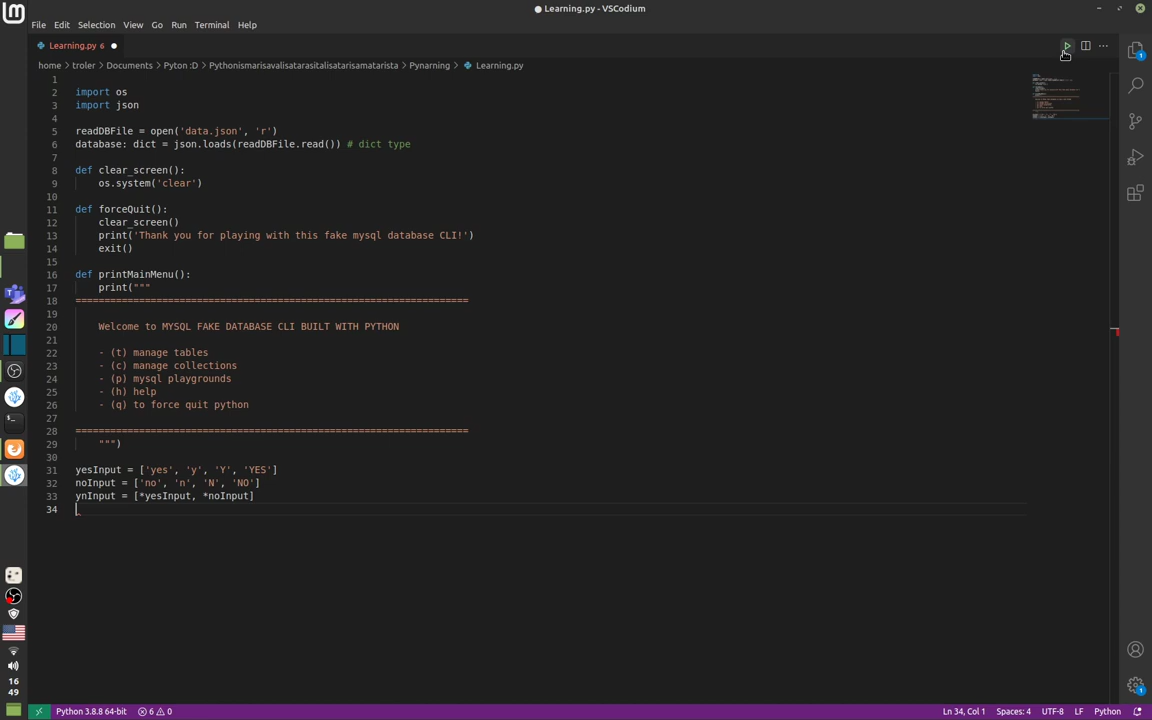 Learning.py - VSCodium
File Edit Selection View Go Run Terminal Help
Learning.py 6
home > troler > Documents > Pyton :D > Pythonismarisavalisatarasitalisatarisamatarista > Pynarning > Learning.py
1
2 import os
3 import json
4
5 readDBFile = open('data.json', 'r')
6 database: dict = json.loads(readDBFile.read()) # dict type
7
8 def clear_screen():
9 os.system('clear')
10
11 def forceQuit():
12 clear_screen()
13 print('Thank you for playing with this fake mysql database CLI!')
14 exit()
15
16 def printMainMenu():
17 print("""
18 ====================================================================
19
20 Welcome to MYSQL FAKE DATABASE CLI BUILT WITH PYTHON
21
22 - (t) manage tables
23 - (c) manage collections
24 - (p) mysql playgrounds
25 - (h) help
26 - (q) to force quit python
27
28 ====================================================================
29 """)
30
31 yesInput = ['yes', 'y', 'Y', 'YES']
32 noInput = ['no', 'n', 'N', 'NO']
33 ynInput = [*yesInput, *noInput]
34
1
1
16
49
Python 3.8.8 64-bit 6 0 Ln 34, Col 1 Spaces: 4 UTF-8 LF Python